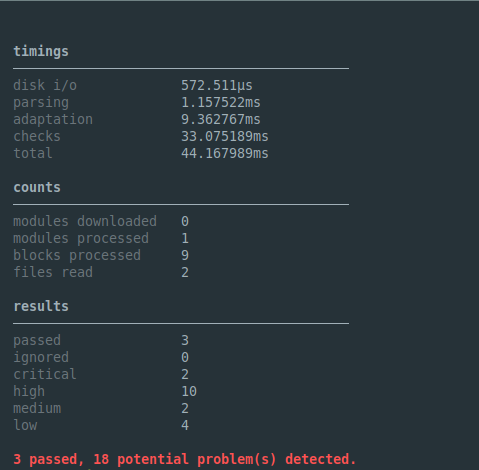 timings
disk i/o 572.511µs
parsing 1.157522ms
adaptation 9.362767ms
checks 33.075189ms
total 44.167989ms
counts
modules downloaded 0
modules processed 1
blocks processed 9
files read 2
results
passed 3
ignored 0
critical 2
high 10
medium 2
low 4
3 passed, 18 potential problem(s) detected.